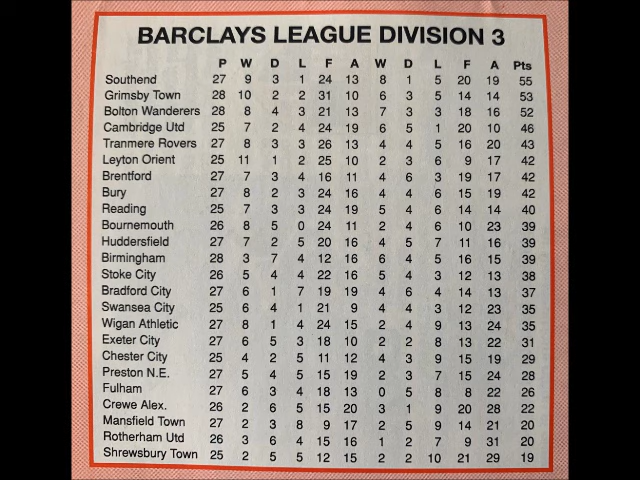 BARCLAYS LEAGUE DIVISION 3
P W D L F A W D L F A Pts
Southend 27 9 3 1 24 13 8 1 5 20 19 55
Grimsby Town 28 10 2 2 31 10 6 3 5 14 14 53
Bolton Wanderers 28 8 4 3 21 13 7 3 3 18 16 52
Cambridge Utd 25 7 2 4 24 19 6 5 1 20 10 46
Tranmere Rovers 27 8 3 3 26 13 4 4 5 16 20 43
Leyton Orient 25 11 1 2 25 10 2 3 6 9 17 42
Brentford 27 7 3 4 16 11 4 6 3 19 17 42
Bury 27 8 2 3 24 16 4 4 6 15 19 42
Reading 25 7 3 3 24 19 5 4 6 14 14 40
Bournemouth 26 8 5 0 24 11 2 4 6 10 23 39
Huddersfield 27 7 2 5 20 16 4 5 7 11 16 39
Birmingham 28 3 7 4 12 16 6 4 5 16 15 39
Stoke City 26 5 4 4 22 16 5 4 3 12 13 38
Bradford City 27 6 1 7 19 19 4 6 4 14 13 37
Swansea City 25 6 4 1 21 9 4 4 3 12 23 35
Wigan Athletic 27 8 1 4 24 15 2 4 9 13 24 35
Exeter City 27 6 5 3 18 10 2 2 8 13 22 31
Chester City 25 4 2 5 11 12 4 3 9 15 19 29
Preston N.E. 27 5 4 5 15 19 2 3 7 15 24 28
Fulham 27 6 3 4 18 13 0 5 8 8 22 26
Crewe Alex. 26 2 6 5 15 20 3 1 9 20 28 22
Mansfield Town 27 2 3 8 9 17 2 5 9 14 21 20
Rotherham Utd 26 3 6 4 15 16 1 2 7 9 31 20
Shrewsbury Town 25 2 5 5 12 15 2 2 10 21 29 19